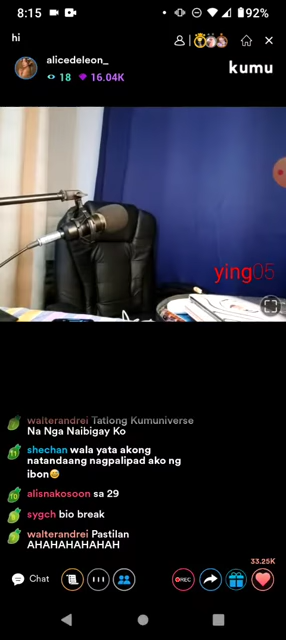 8:15
92%
hi
alicedeleon_
18 16.04K
kumu
ying05
walterandrei Tatlong Kumuniverse
Na Nga Naibigay Ko
shechan wala yata akong
natandaang nagpalipad ako ng
ibon😅
alisnakosoon sa 29
sygch bio break
walterandrei Pastilan
AHAHAHAHAHAH
33.25K
Chat
REC